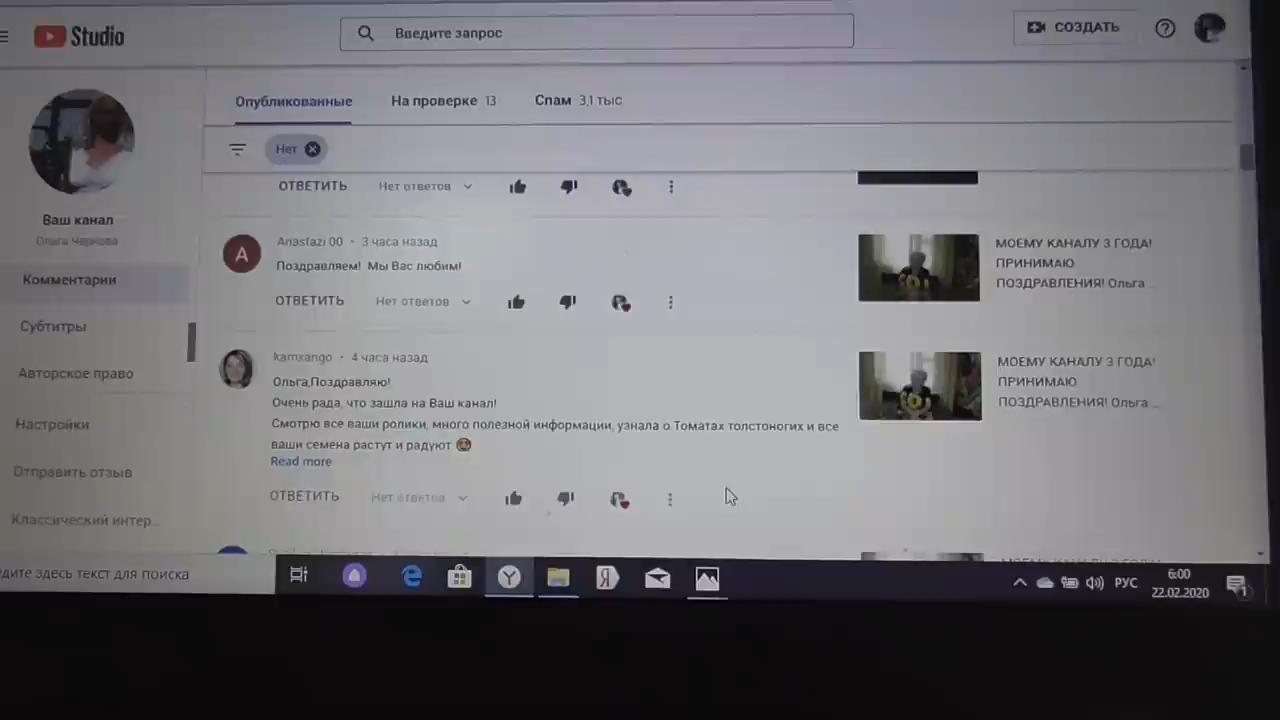 Studio
Введите запрос
СОЗДАТЬ
Опубликованные
На проверке 13
Спам 3,1 тыс
Нет
Ваш канал
Ольга Чернова
Комментарии
Субтитры
Авторское право
Настройки
Отправить отзыв
Классический интер...
ОТВЕТИТЬ Нет ответов
A
Anastazi 00 • 3 часа назад
Поздравляем! Мы Вас любим!
ОТВЕТИТЬ Нет ответов
МОЕМУ КАНАЛУ 3 ГОДА!
ПРИНИМАЮ
ПОЗДРАВЛЕНИЯ! Ольга ...
kamxango • 4 часа назад
Ольга,Поздравляю!
Очень рада, что зашла на Ваш канал!
Смотрю все ваши ролики, много полезной информации, узнала о Томатах толстоногих и все
ваши семена растут и радуют
Read more
ОТВЕТИТЬ Нет ответов
МОЕМУ КАНАЛУ 3 ГОДА!
ПРИНИМАЮ
ПОЗДРАВЛЕНИЯ! Ольга ...
дите здесь текст для поиска
РУС
6:00
22.02.2020
1